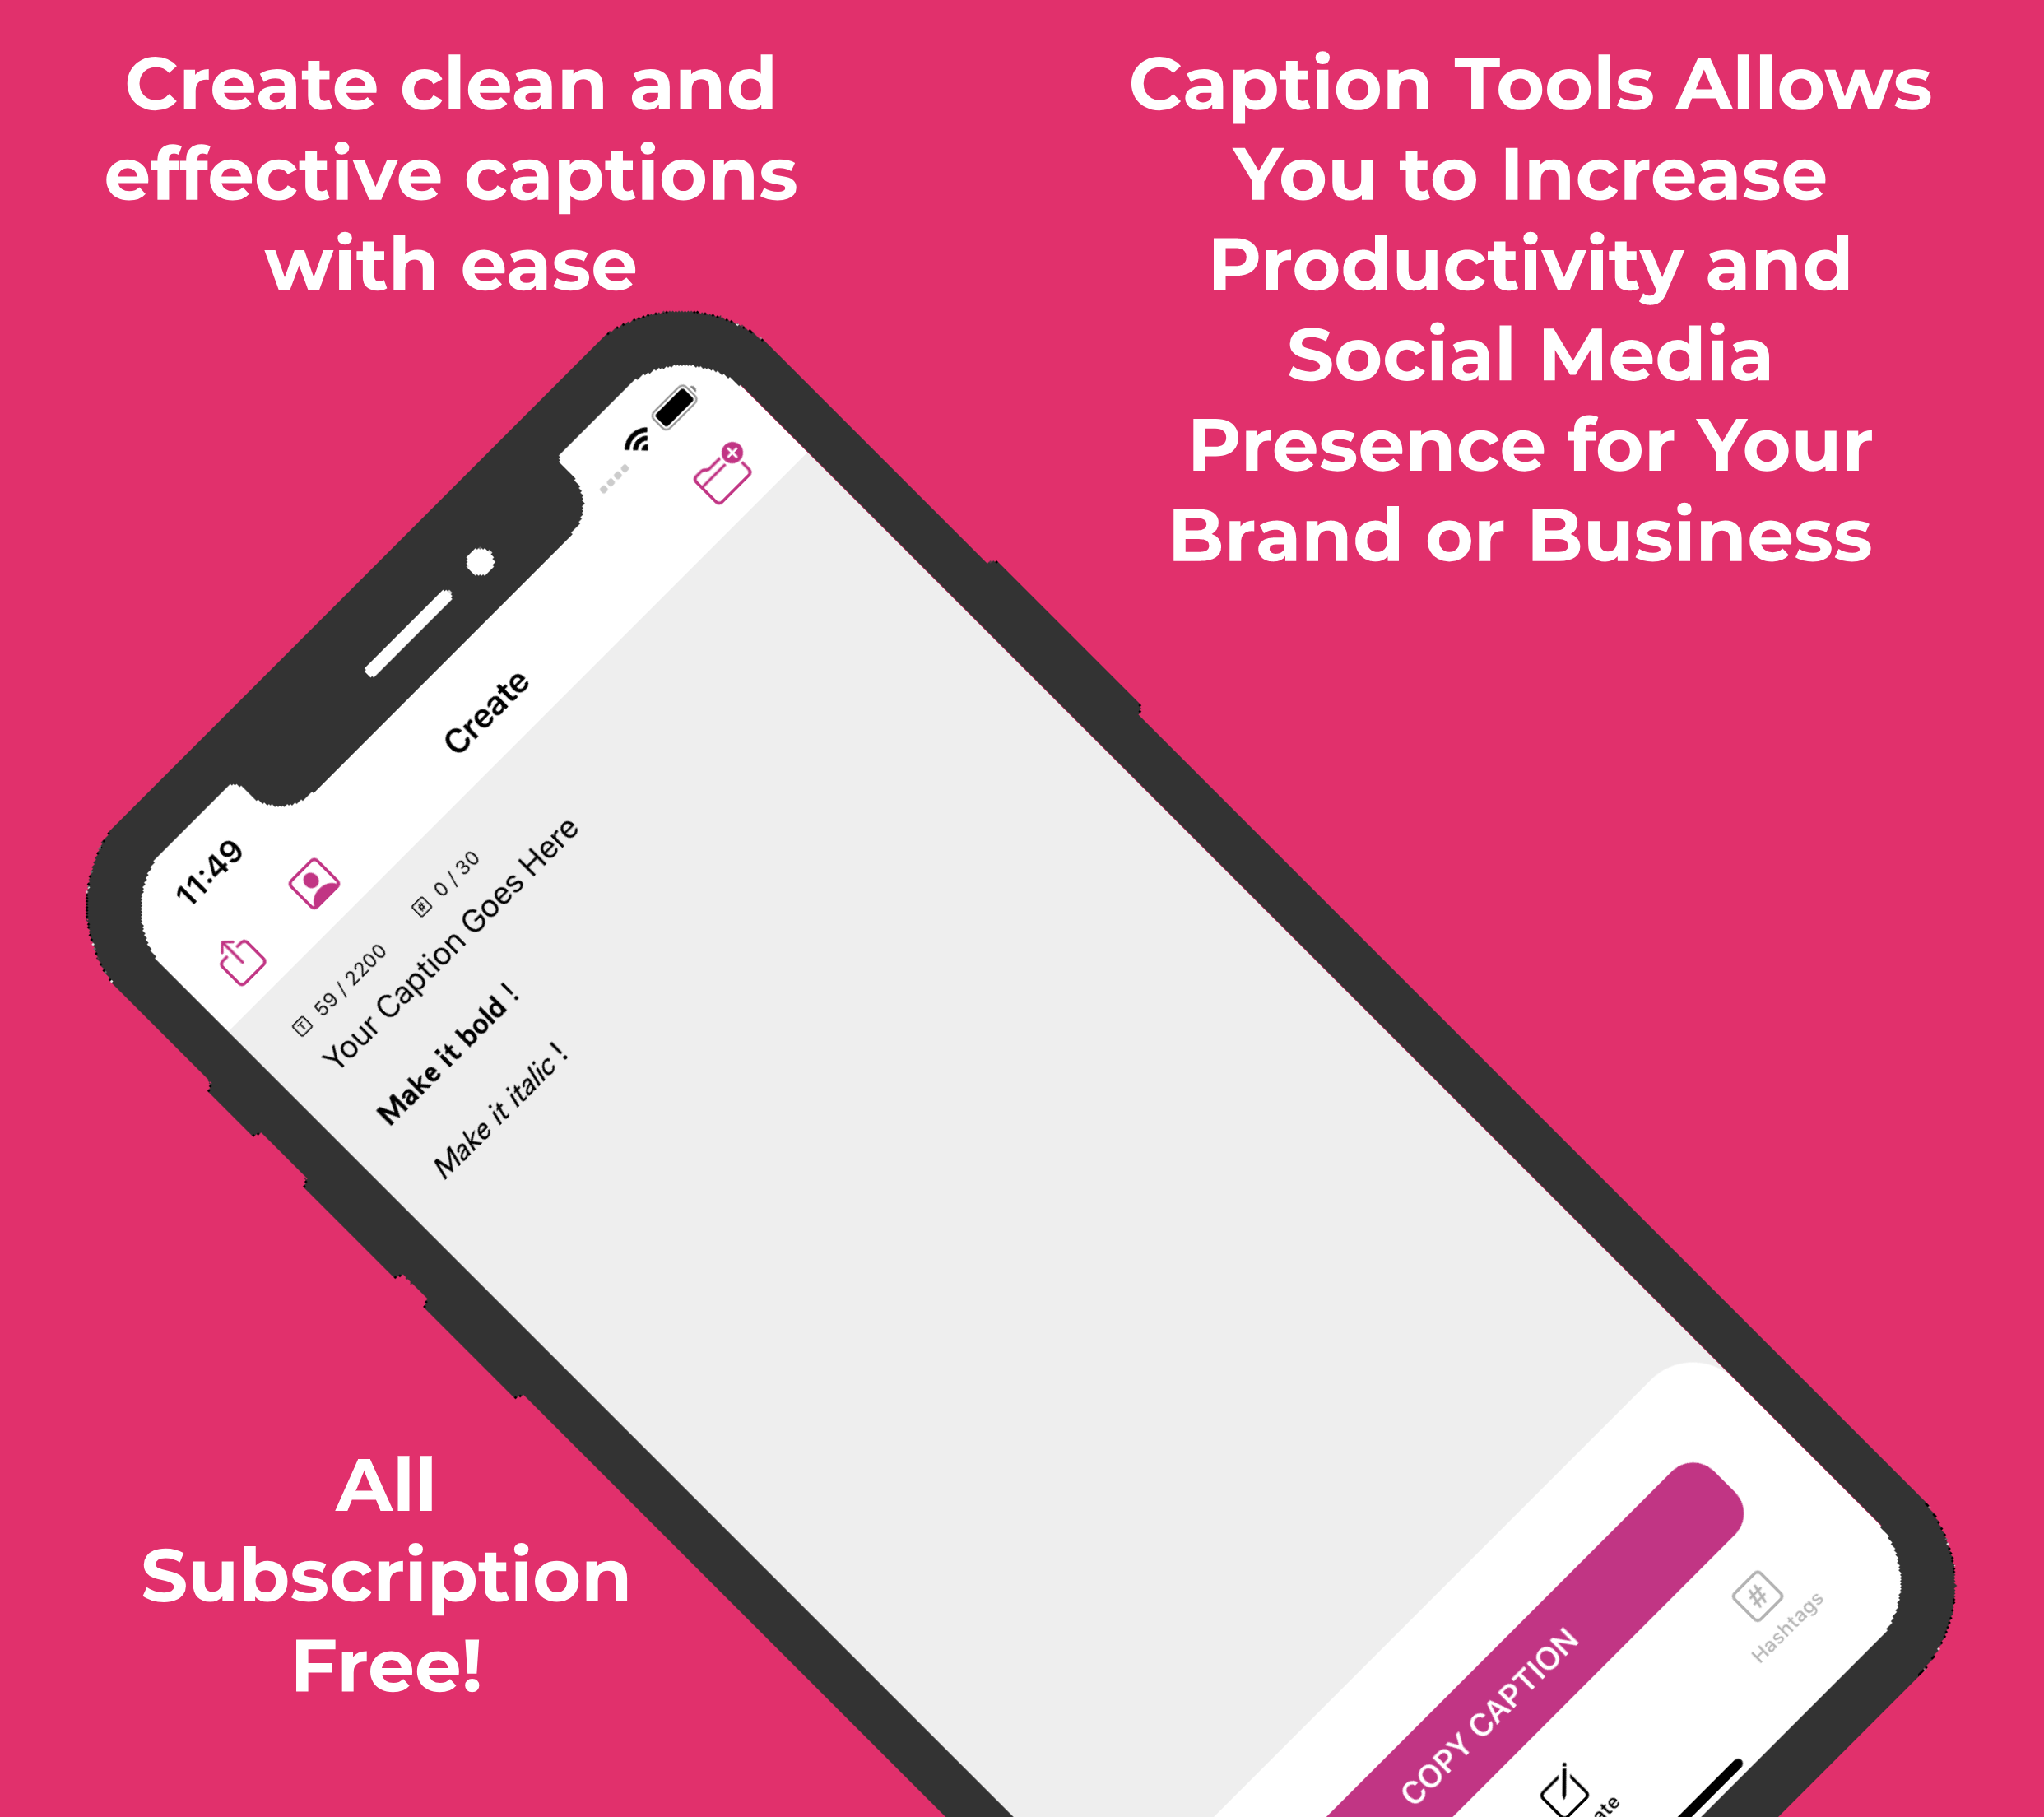 Create clean and
effective captions
with ease
Caption Tools Allows
You to Increase
Productivity and
Social Media
Presence for Your
Brand or Business
11:49
Create
T 59 / 2200 # 0 / 30
Your Caption Goes Here
Make it bold !
Make it italic !
COPY CAPTION
#
Hashtags
All
Subscription
Free!